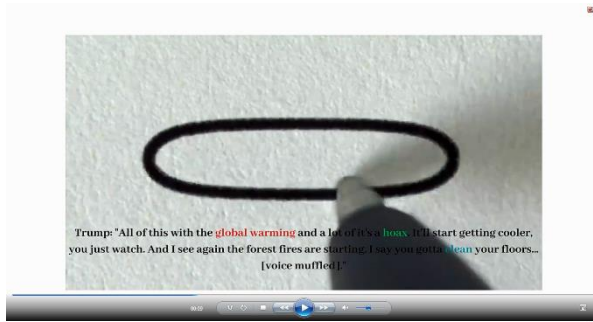 Trump: "All of this with the global warming and a lot of it's a hoax. It'll start getting cooler,
you just watch. And I see again the forest fires are starting. I say you gotta clean your floors...
[voice muffled]."